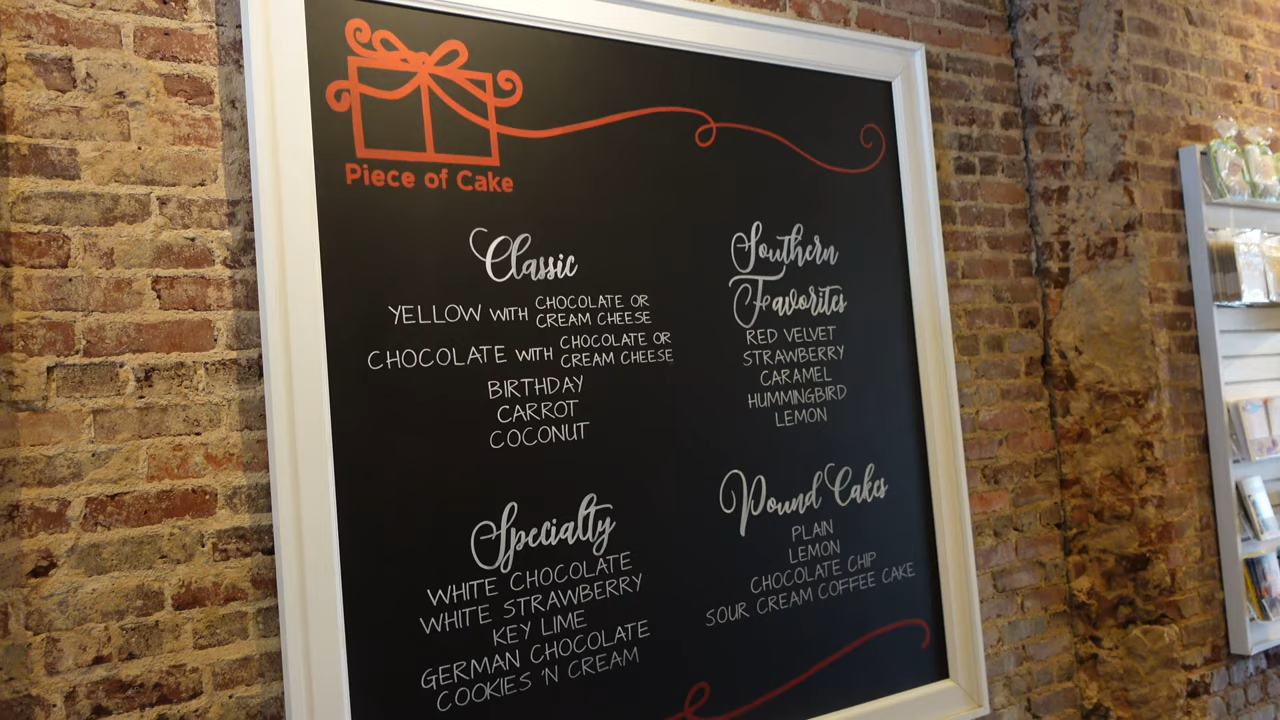 Piece of Cake
Classic
YELLOW WITH CHOCOLATE OR CREAM CHEESE
CHOCOLATE WITH CHOCOLATE OR CREAM CHEESE
BIRTHDAY
CARROT
COCONUT
Southern
Favorites
RED VELVET
STRAWBERRY
CARAMEL
HUMMINGBIRD
LEMON
Specialty
WHITE CHOCOLATE
WHITE STRAWBERRY
KEY LIME
GERMAN CHOCOLATE
COOKIES 'N CREAM
Pound Cakes
PLAIN
LEMON
CHOCOLATE CHIP
SOUR CREAM COFFEE CAKE